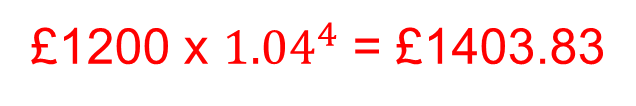 £1200 x 1.04⁴ = £1403.83